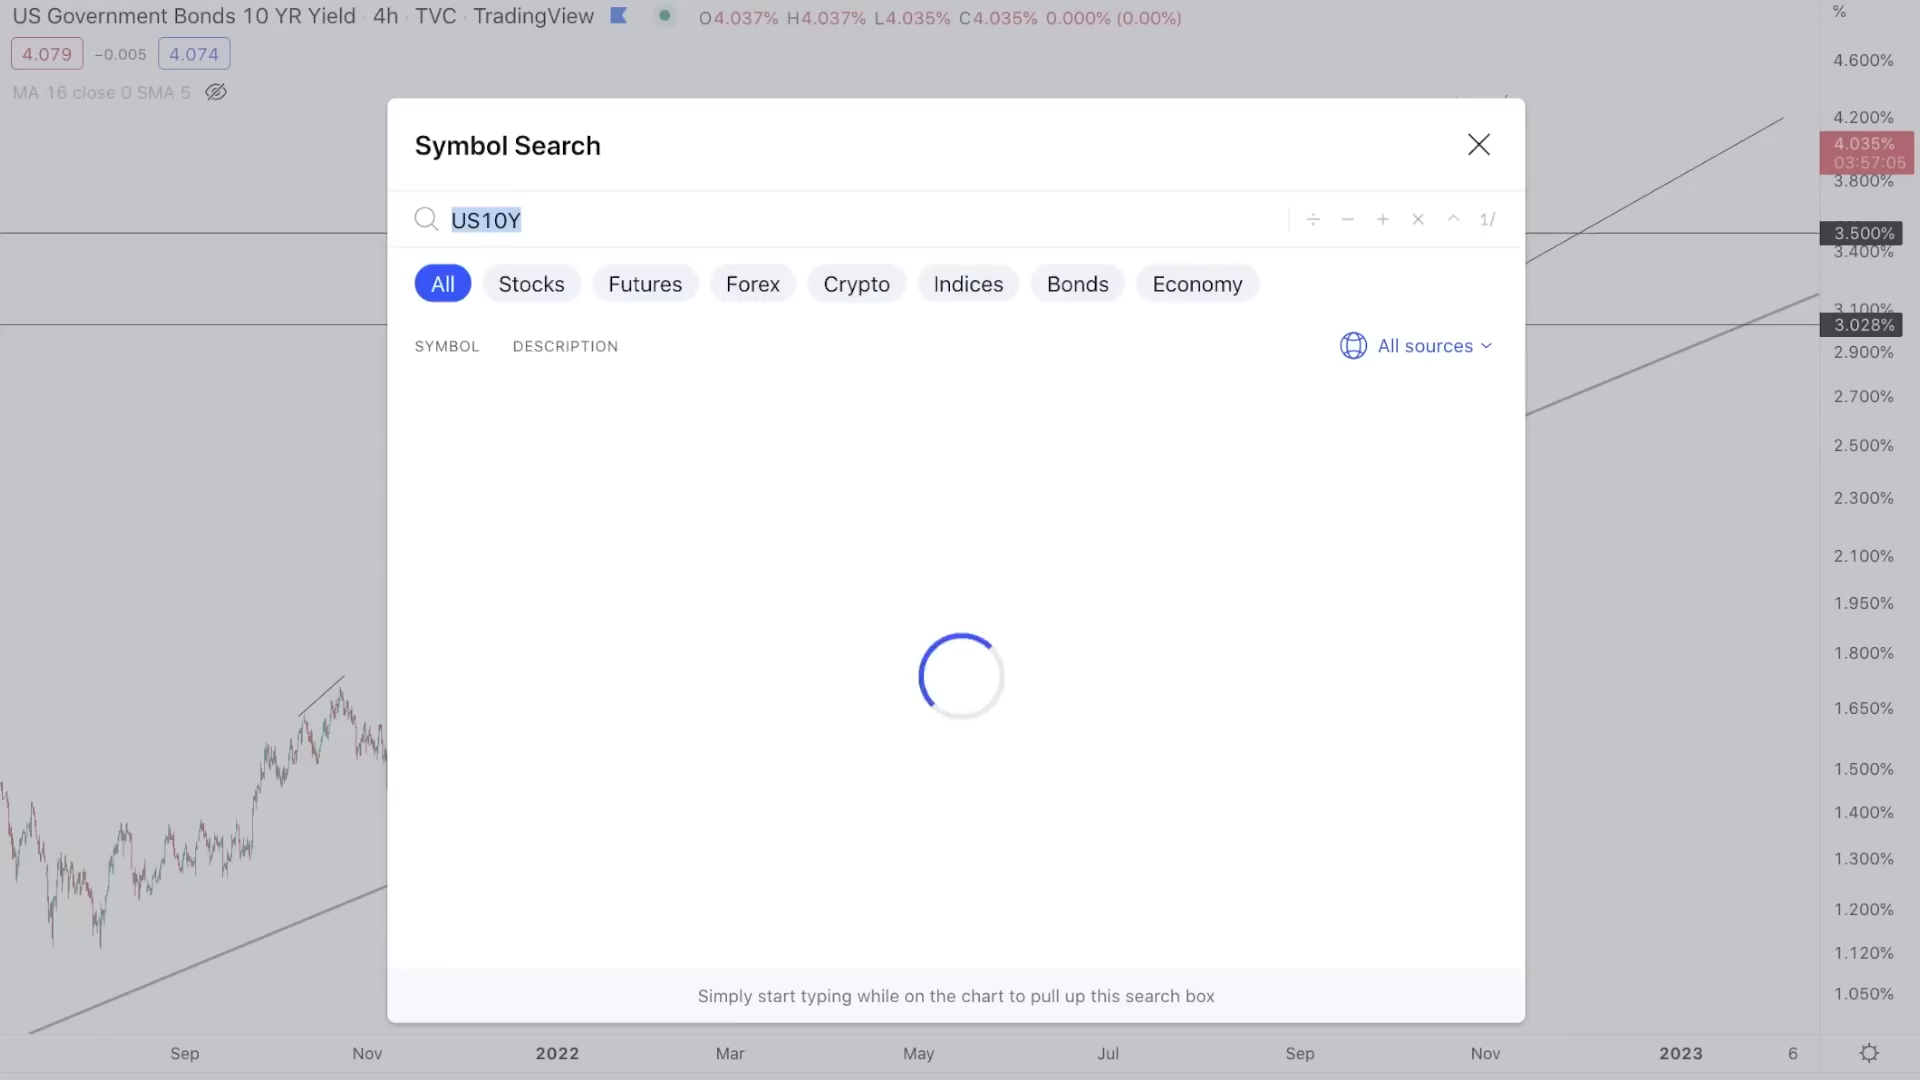 US Government Bonds 10 YR Yield · 4h · TVC · TradingView O4.037% H4.037% L4.035% C4.035% 0.000% (0.00%)
4.079 −0.005 4.074
MA 16 close 0 SMA 5
Symbol Search
US10Y ÷ − + × ^ 1/
All Stocks Futures Forex Crypto Indices Bonds Economy
SYMBOL DESCRIPTION All sources
Simply start typing while on the chart to pull up this search box
%
4.600%
4.200%
4.035%
03:57:05
3.800%
3.500%
3.400%
3.100%
3.028%
2.900%
2.700%
2.500%
2.300%
2.100%
1.950%
1.800%
1.650%
1.500%
1.400%
1.300%
1.200%
1.120%
1.050%
Sep Nov 2022 Mar May Jul Sep Nov 2023 6